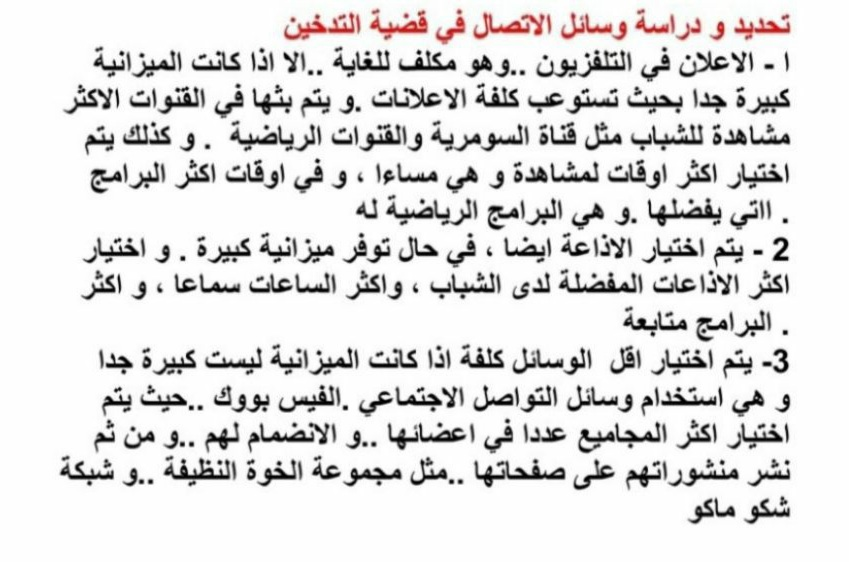 تحديد و دراسة وسائل الاتصال في قضية التدخين
١ - الاعلان في التلفزيون ..وهو مكلف للغاية ..الا اذا كانت الميزانية
كبيرة جدا بحيث تستوعب كلفة الاعلانات .و يتم بثها في القنوات الاكثر
مشاهدة للشباب مثل قناة السومرية والقنوات الرياضية . و كذلك يتم
اختيار اكثر اوقات لمشاهدة و هي مساءا ، و في اوقات اكثر البرامج
. ااتي يفضلها .و هي البرامج الرياضية له
2 - يتم اختيار الاذاعة ايضا ، في حال توفر ميزانية كبيرة . و اختيار
اكثر الاذاعات المفضلة لدى الشباب ، واكثر الساعات سماعا ، و اكثر
. البرامج متابعة
3- يتم اختيار اقل الوسائل كلفة اذا كانت الميزانية ليست كبيرة جدا
و هي استخدام وسائل التواصل الاجتماعي .الفيس بووك ..حيث يتم
اختيار اكثر المجاميع عددا في اعضائها ..و الانضمام لهم ..و من ثم
نشر منشوراتهم على صفحاتها ..مثل مجموعة الخوة النظيفة ..و شبكة
شكو ماكو